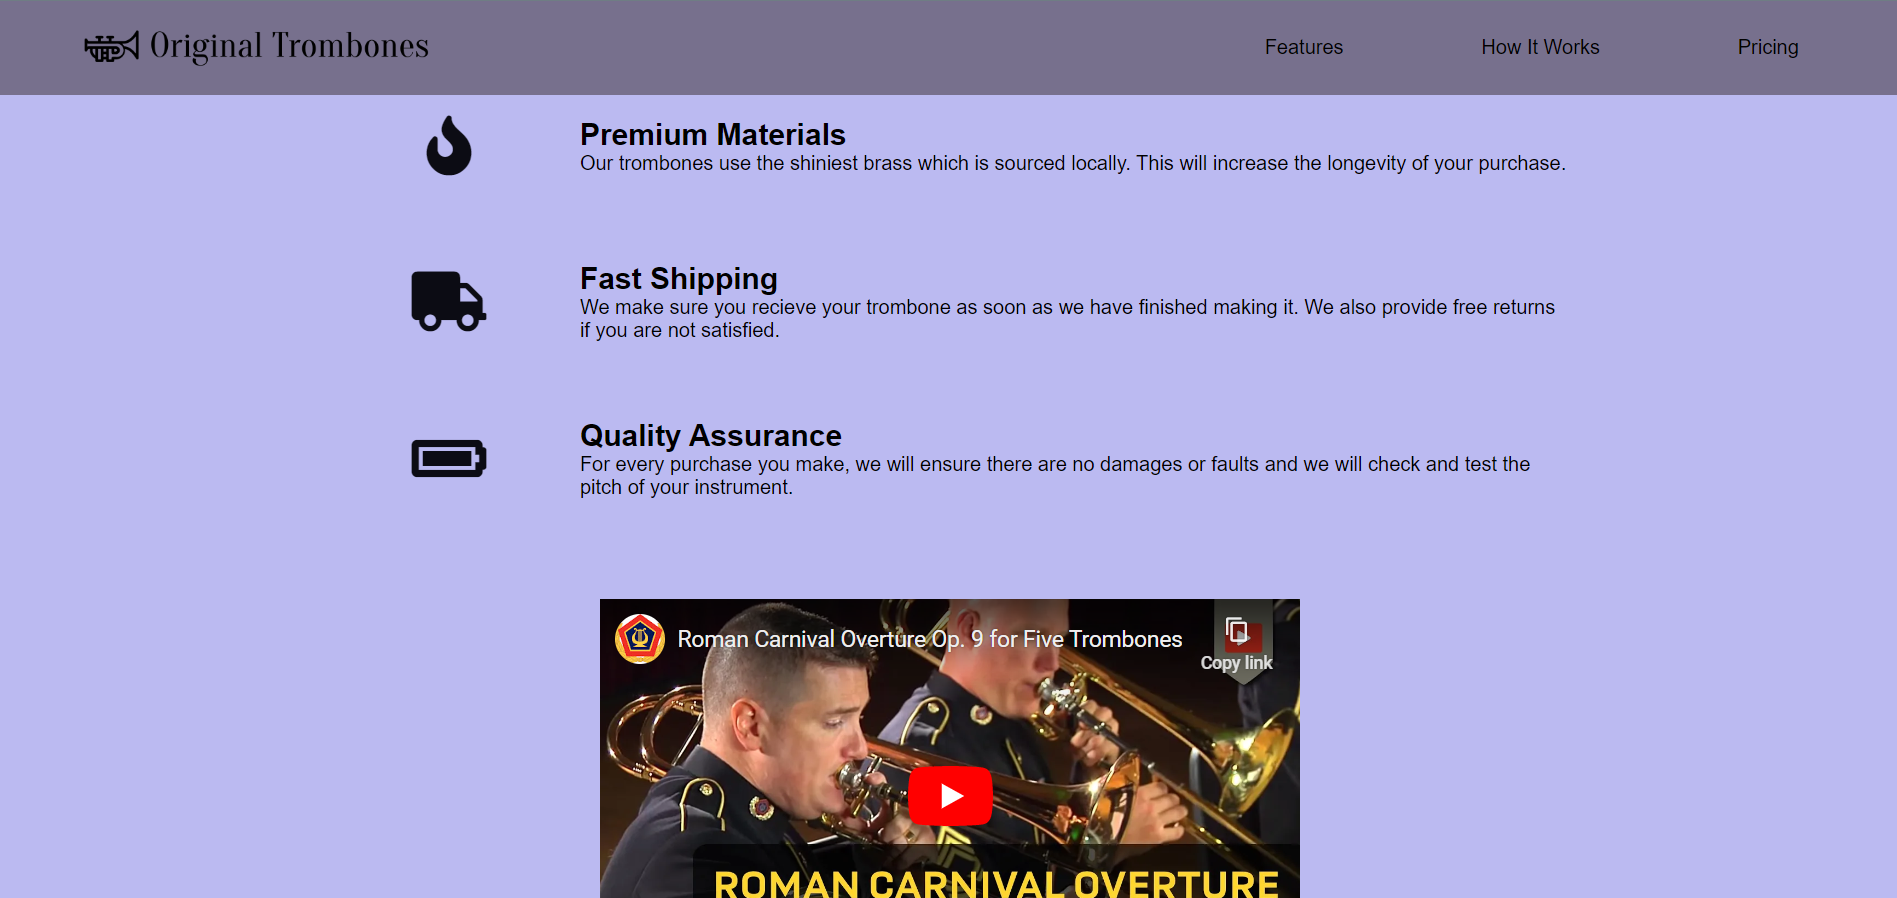 Original Trombones
Features
How It Works
Pricing
Premium Materials
Our trombones use the shiniest brass which is sourced locally. This will increase the longevity of your purchase.
Fast Shipping
We make sure you recieve your trombone as soon as we have finished making it. We also provide free returns
if you are not satisfied.
Quality Assurance
For every purchase you make, we will ensure there are no damages or faults and we will check and test the
pitch of your instrument.
Roman Carnival Overture Op. 9 for Five Trombones
Copy link
ROMAN CARNIVAL OVERTURE